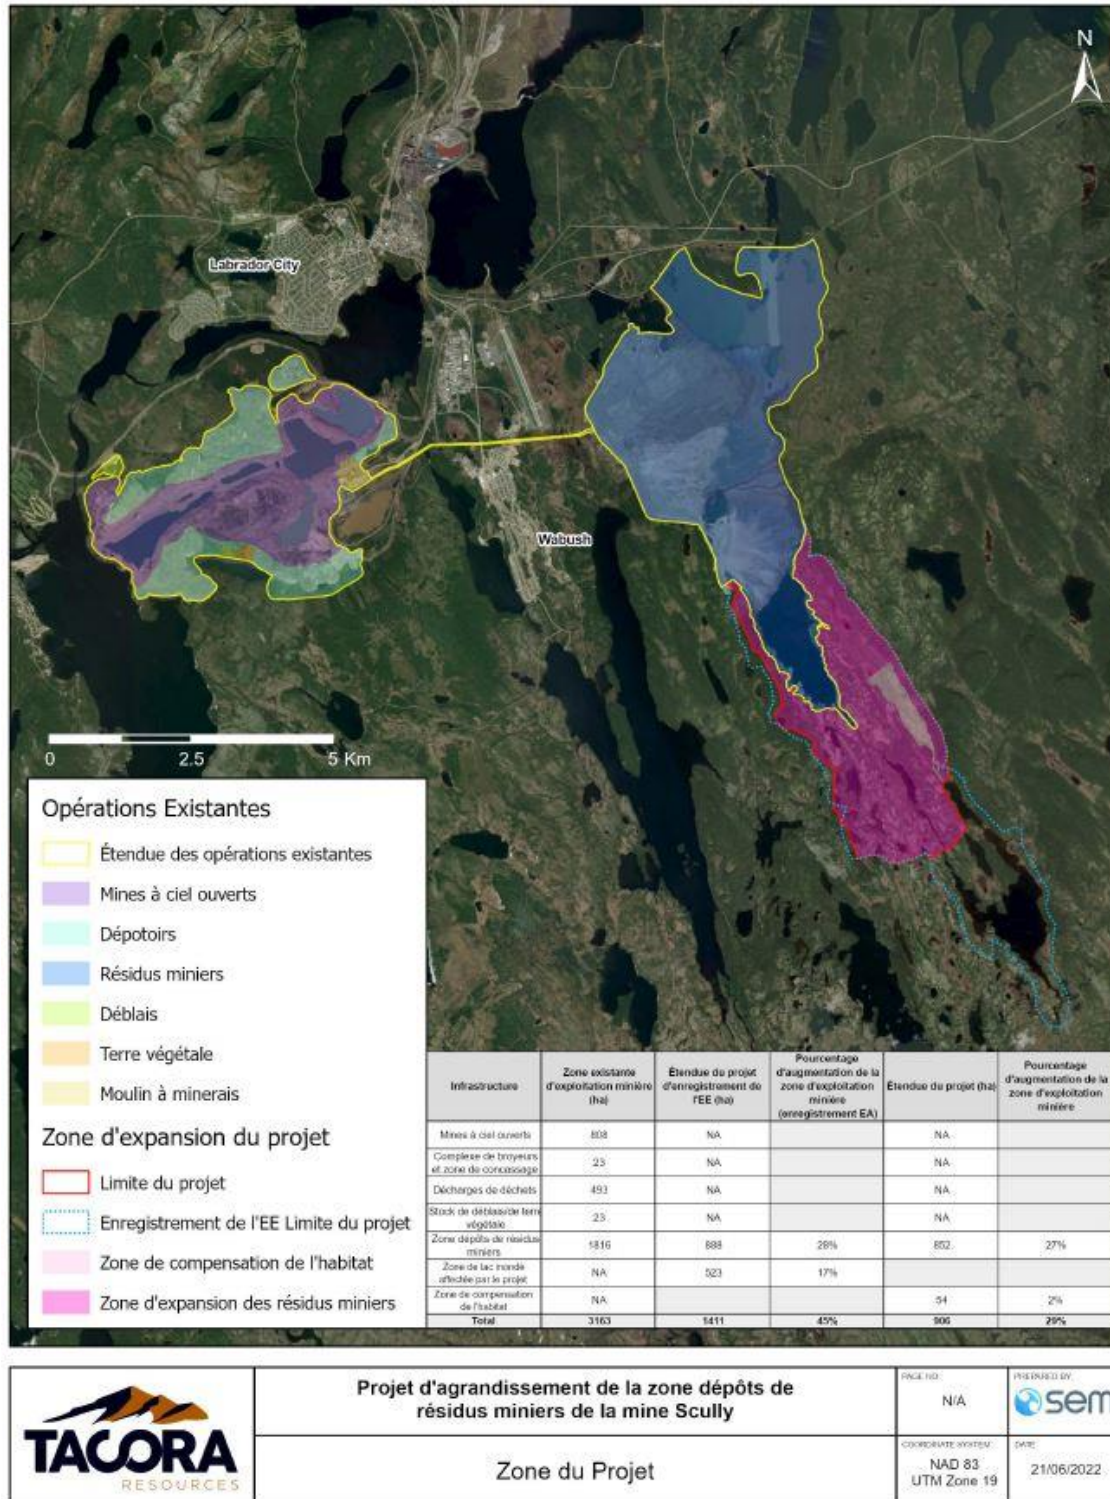 N
Labrador City
Wabush
0 2.5 5 Km
Opérations Existantes
Étendue des opérations existantes
Mines à ciel ouverts
Dépotoirs
Résidus miniers
Déblais
Terre végétale
Moulin à minerais
Zone d'expansion du projet
Limite du projet
Enregistrement de l'EE Limite du projet
Zone de compensation de l'habitat
Zone d'expansion des résidus miniers
Infrastructure | Zone existante d'exploitation minière (ha) | Étendue du projet d'enregistrement de l'EE (ha) | Pourcentage d'augmentation de la zone d'exploitation minière (enregistrement EA) | Étendue du projet (ha) | Pourcentage d'augmentation de la zone d'exploitation minière
Mines à ciel ouverts | 808 | NA | | NA |
Complexe de broyeurs et zone de concassage | 23 | NA | | NA |
Décharges de déchets | 493 | NA | | NA |
Stock de déblais/de terre végétale | 23 | NA | | NA |
Zone dépôts de résidus miniers | 1816 | 888 | 28% | 852 | 27%
Zone de lac inondé affectée par le projet | NA | 523 | 17% | |
Zone de compensation de l'habitat | NA | | | 54 | 2%
Total | 3163 | 1411 | 45% | 906 | 29%
TACORA
RESOURCES
Projet d'agrandissement de la zone dépôts de
résidus miniers de la mine Scully
Zone du Projet
PAGE NO:
N/A
PREPARED BY:
sem
COORDINATE SYSTEM:
NAD 83
UTM Zone 19
DATE:
21/06/2022